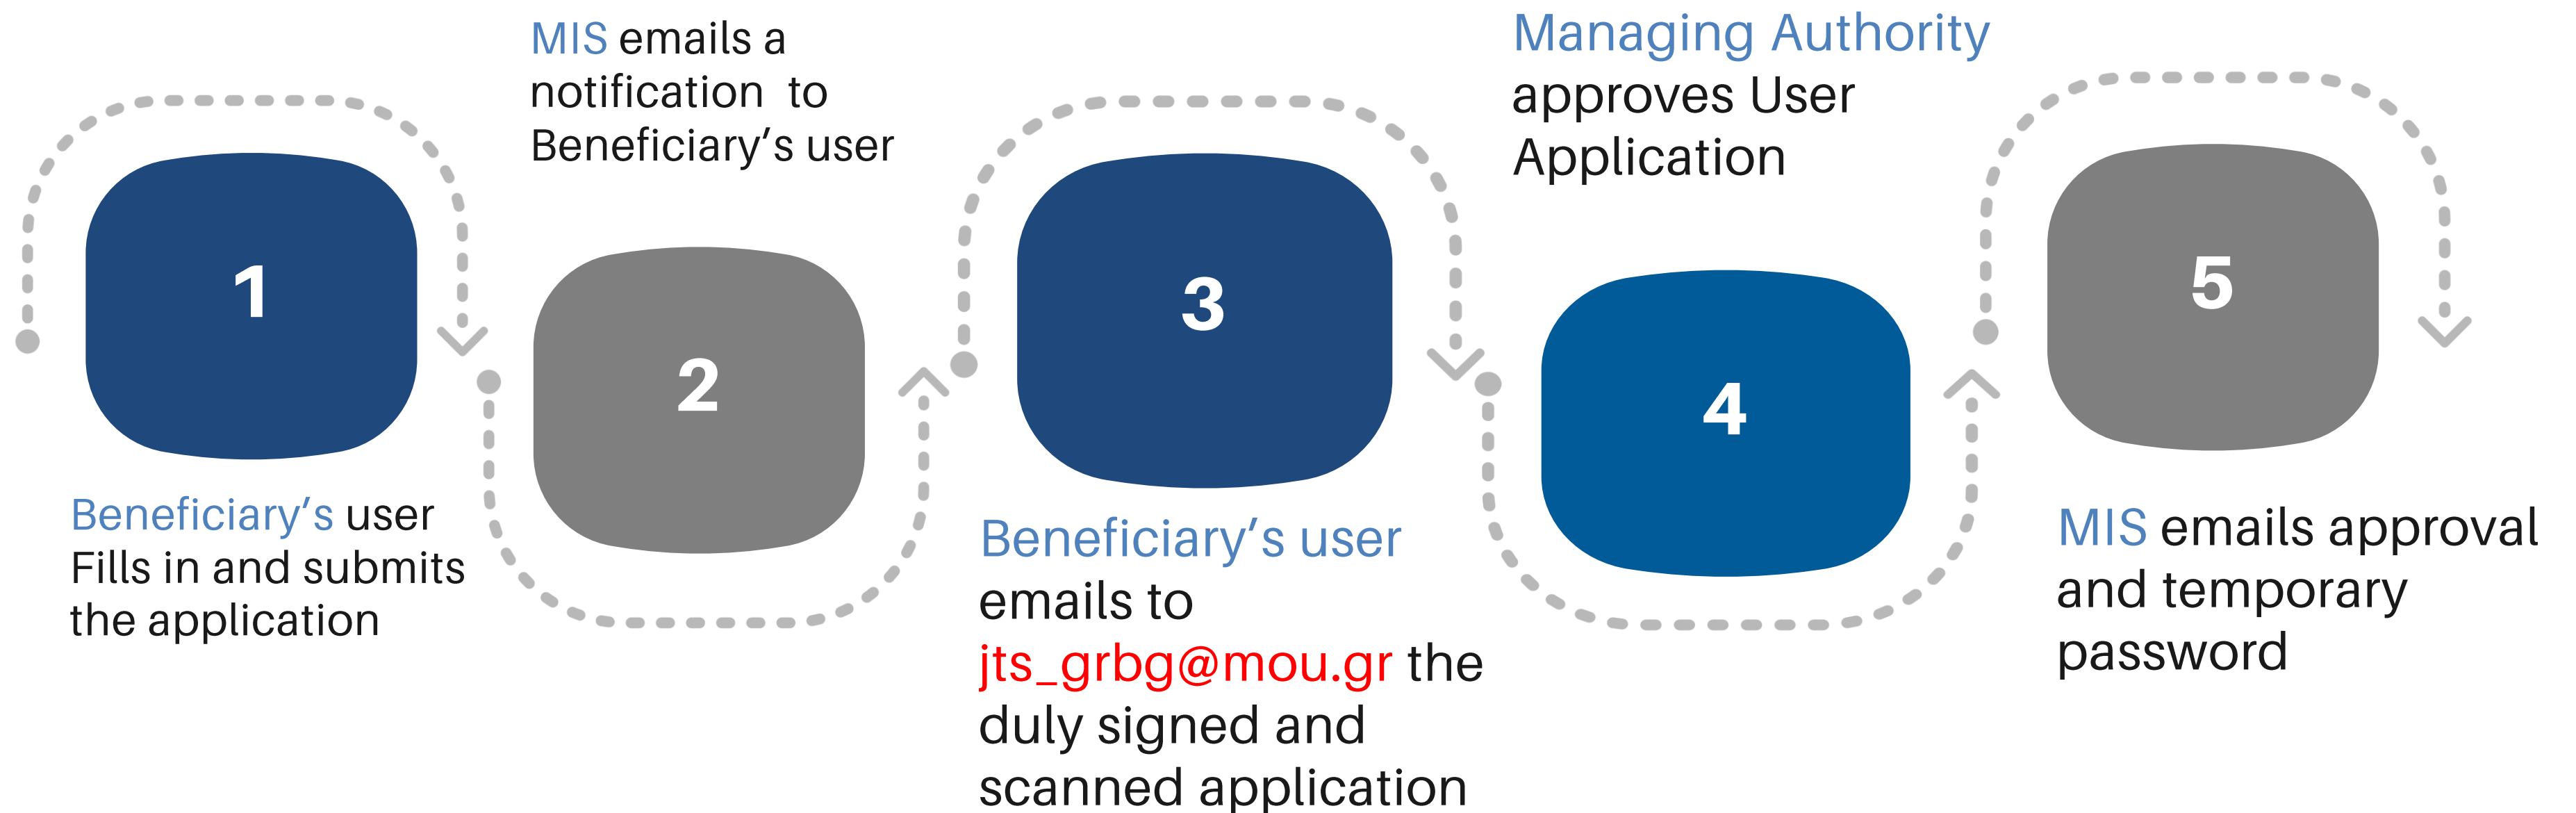 1
Beneficiary’s user
Fills in and submits
the application
MIS emails a
notification  to
Beneficiary’s user
2
3
Beneficiary’s user
emails to
jts_grbg@mou.gr the
duly signed and
scanned application
Managing Authority
approves User
Application
4
5
MIS emails approval
and temporary
password